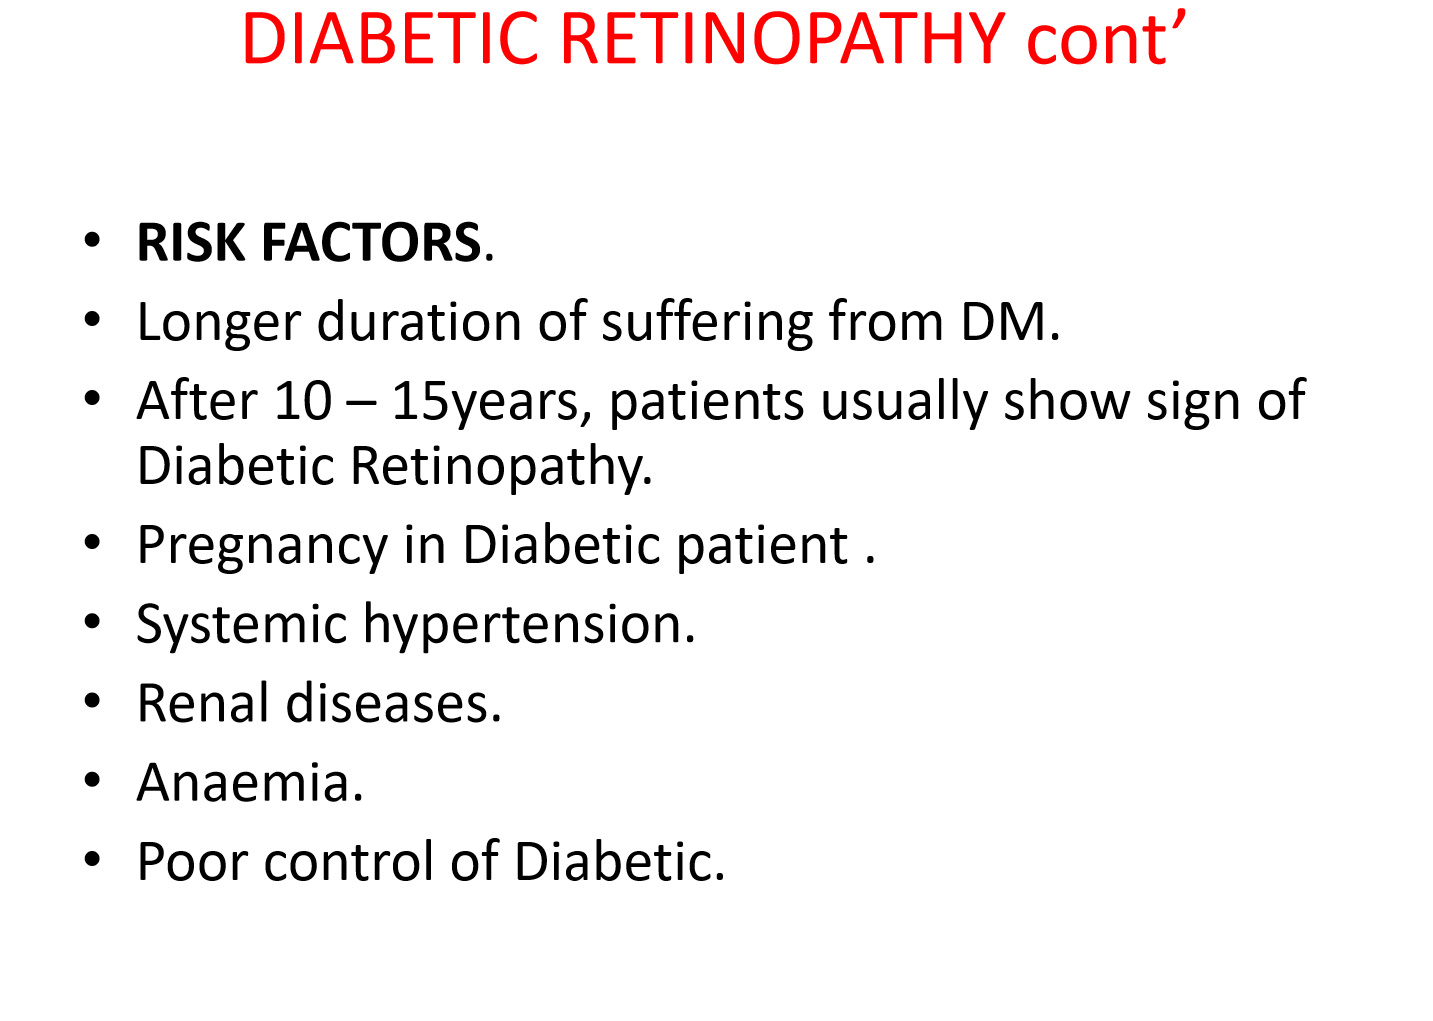 DIABETIC RETINOPATHY cont’
• RISK FACTORS.
• Longer duration of suffering from DM.
• After 10 – 15years, patients usually show sign of
Diabetic Retinopathy.
• Pregnancy in Diabetic patient .
• Systemic hypertension.
• Renal diseases.
• Anaemia.
• Poor control of Diabetic.